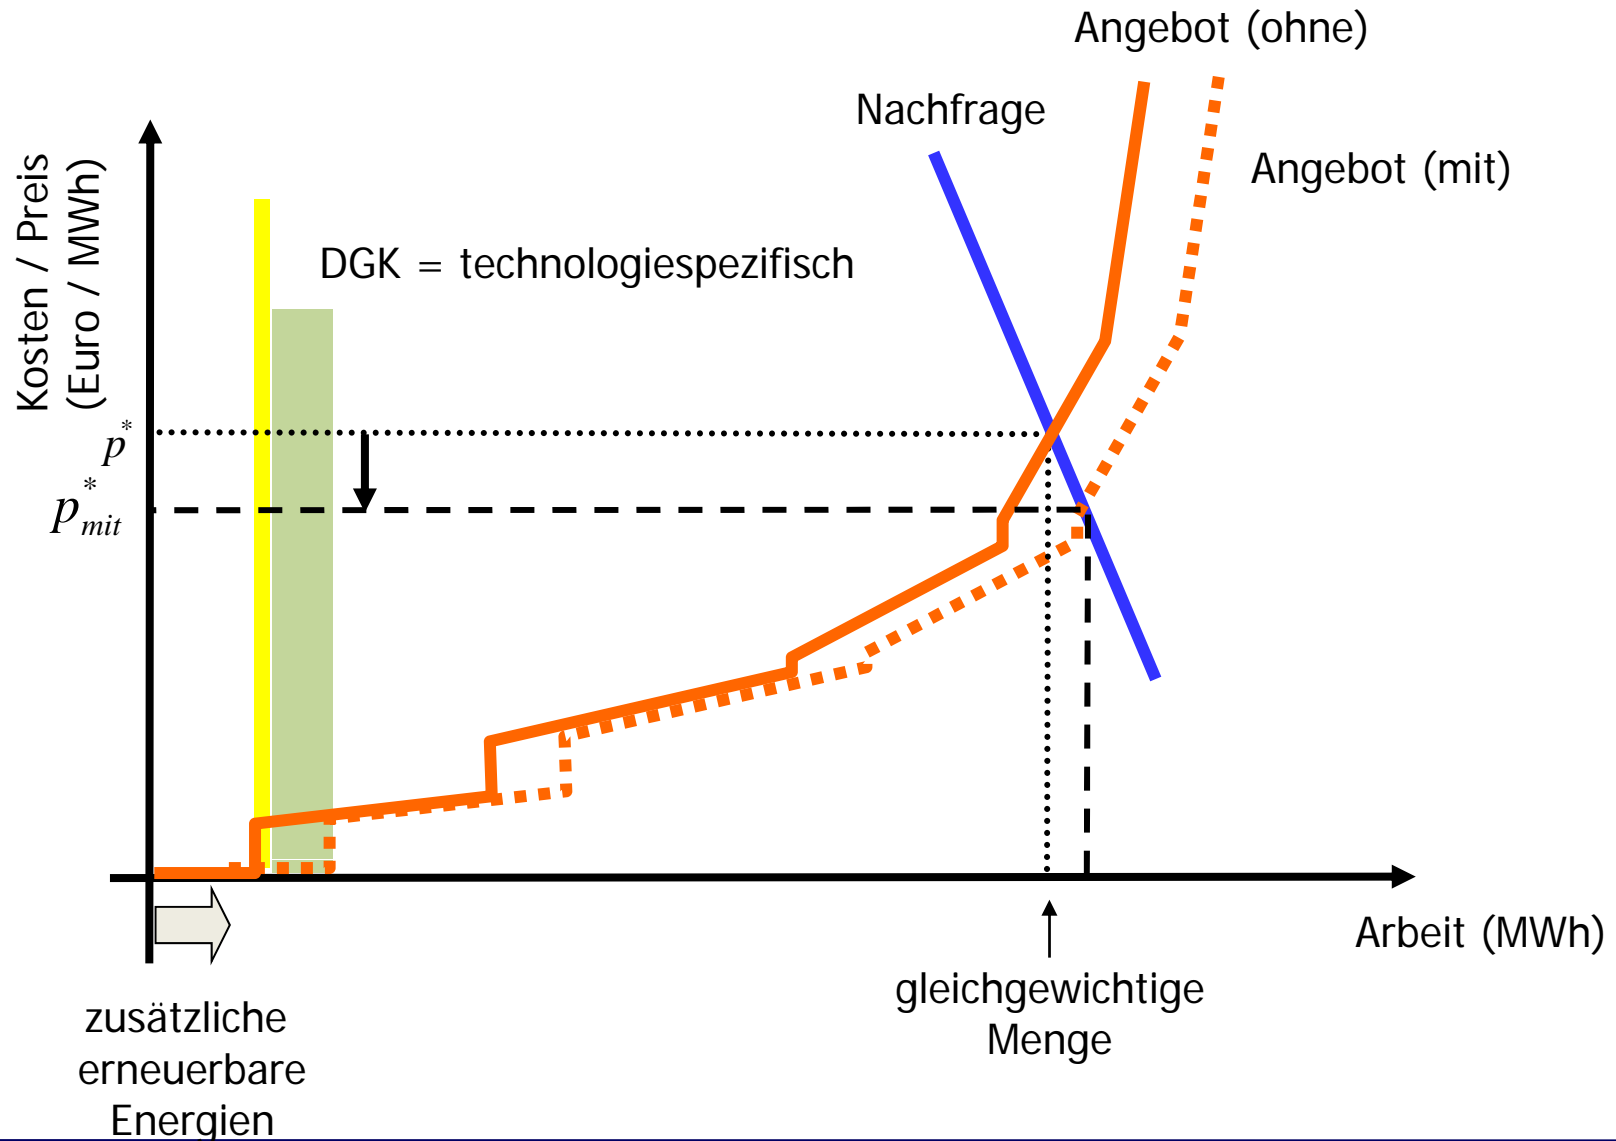 Angebot (ohne)
Nachfrage
Angebot (mit)
Kosten / Preis
(Euro / MWh)
DGK = technologiespezifisch
p*
p*mit
Arbeit (MWh)
gleichgewichtige
Menge
zusätzliche
erneuerbare
Energien